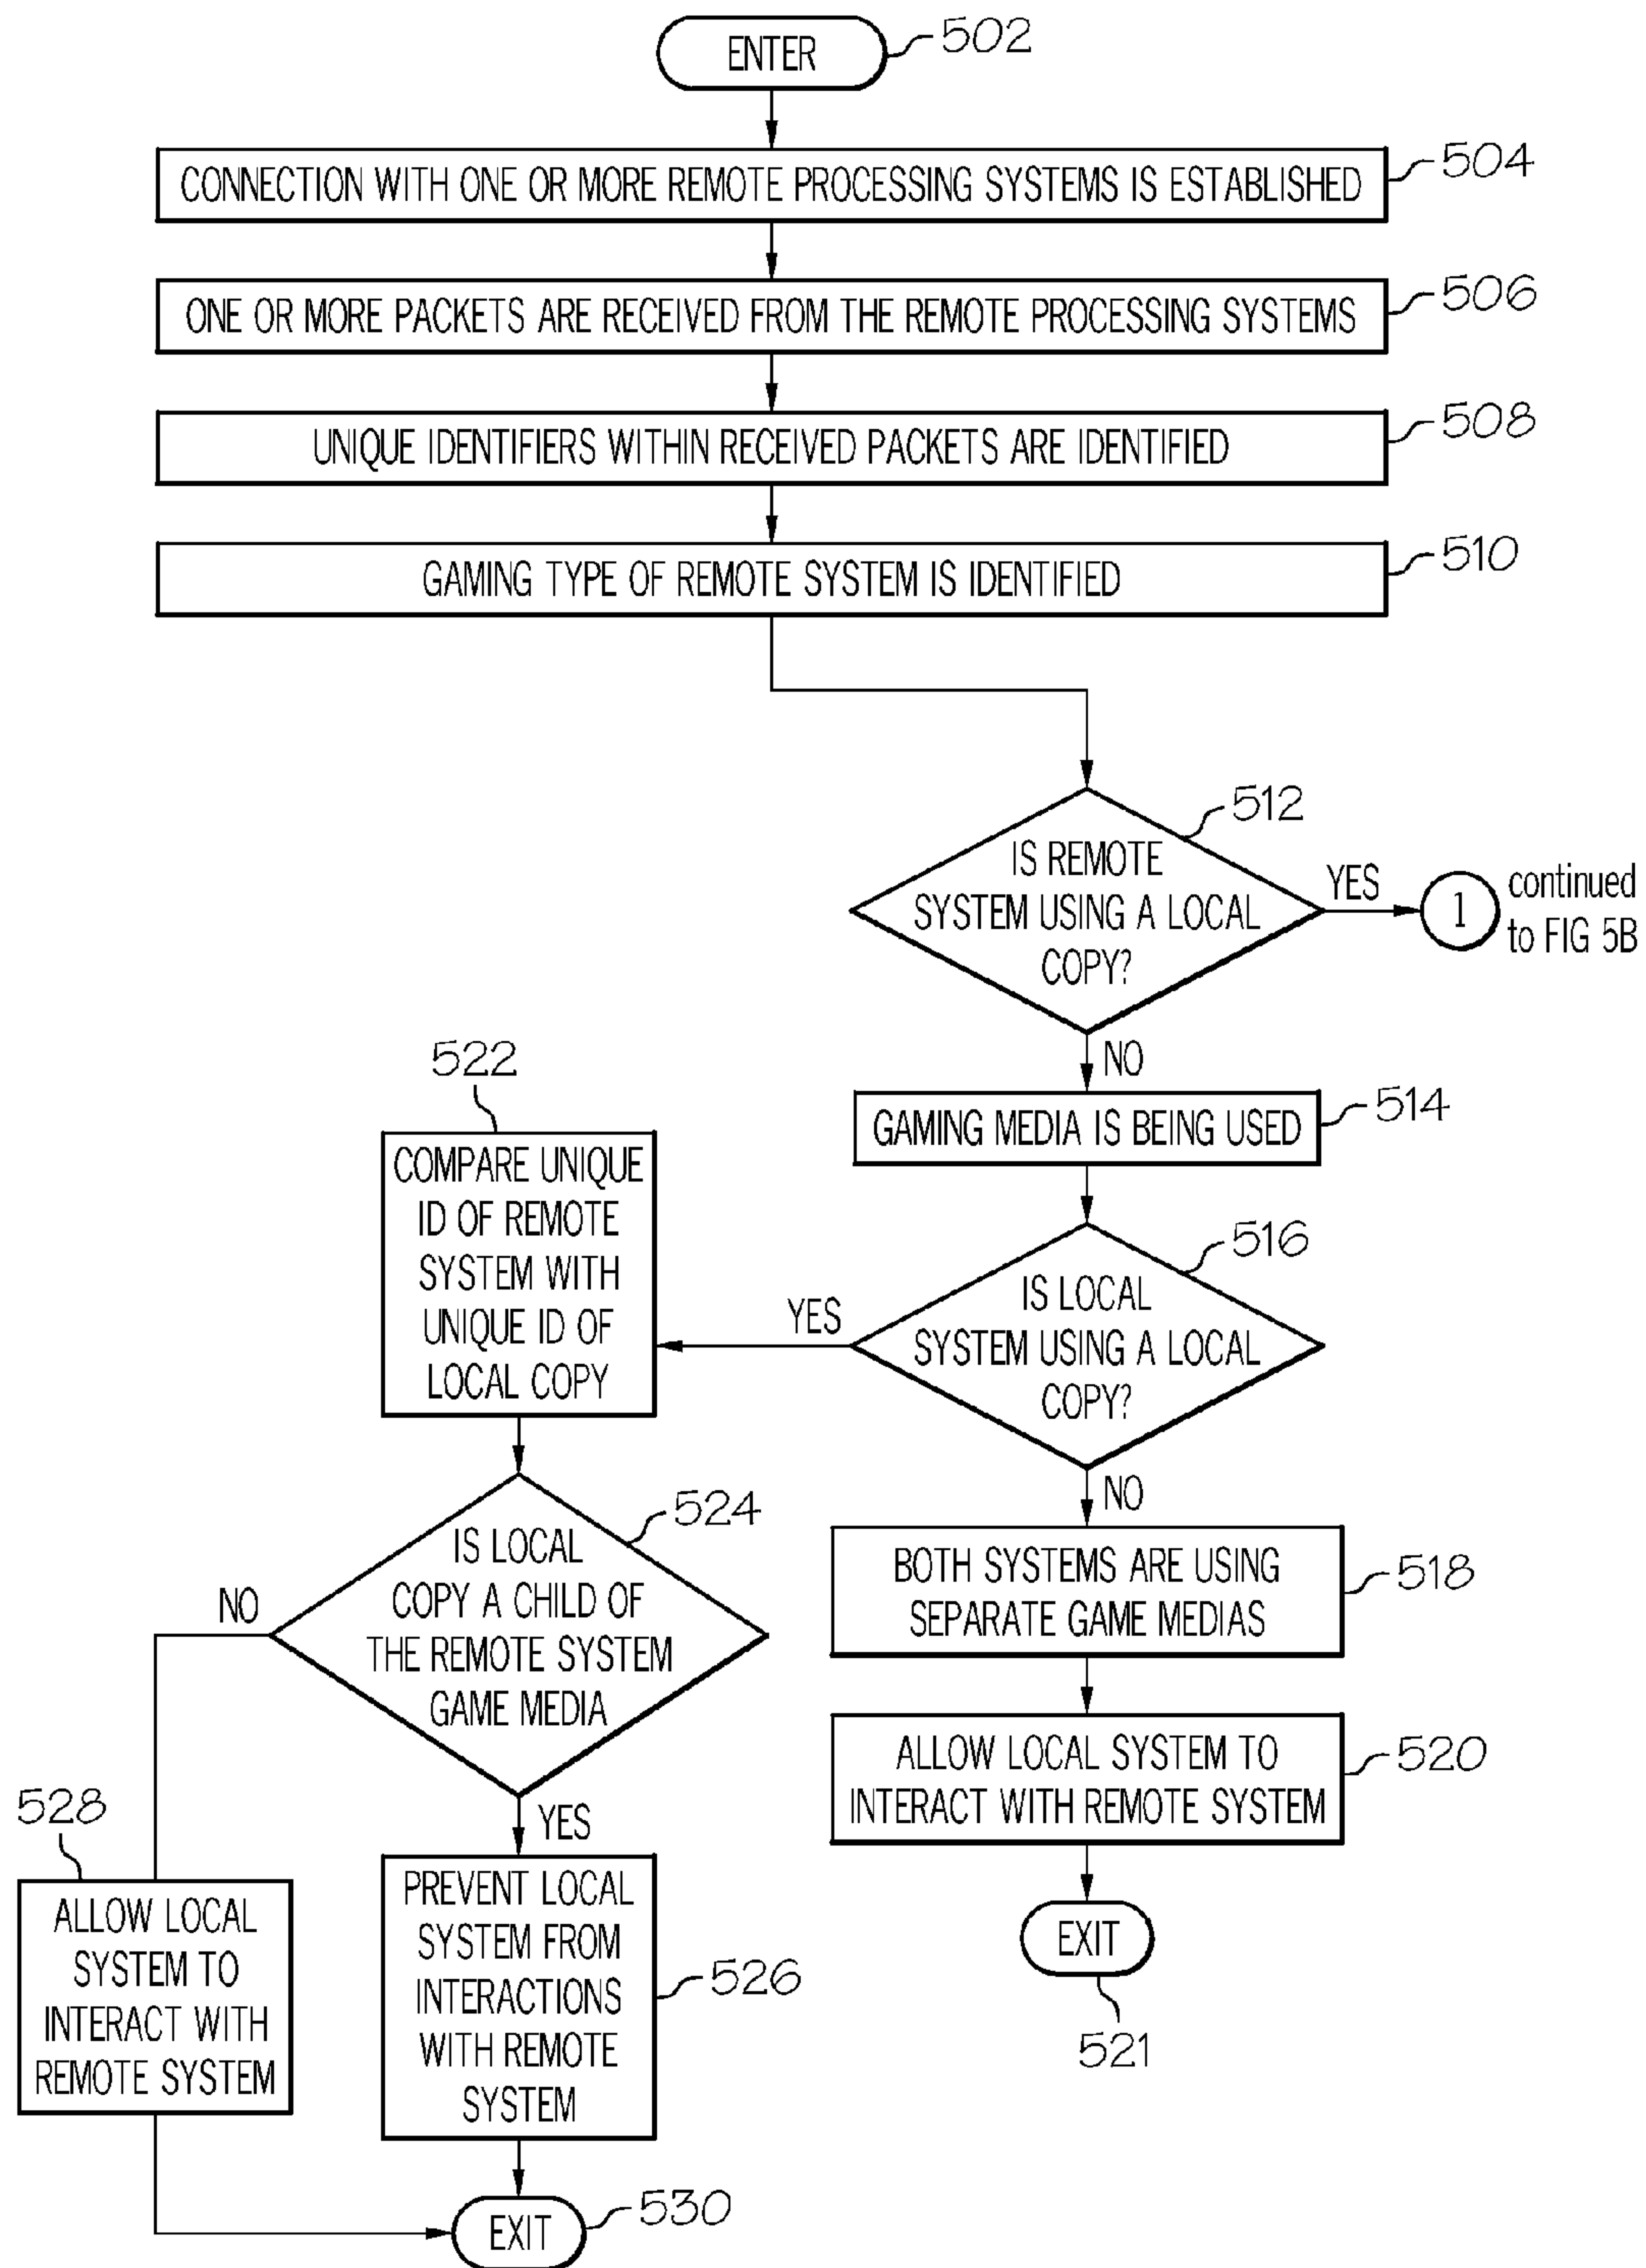 ENTER
502
CONNECTION WITH ONE OR MORE REMOTE PROCESSING SYSTEMS IS ESTABLISHED
504
ONE OR MORE PACKETS ARE RECEIVED FROM THE REMOTE PROCESSING SYSTEMS
506
UNIQUE IDENTIFIERS WITHIN RECEIVED PACKETS ARE IDENTIFIED
508
GAMING TYPE OF REMOTE SYSTEM IS IDENTIFIED
510
512
IS REMOTE
SYSTEM USING A LOCAL
COPY?
YES
1
continued
to FIG 5B
NO
GAMING MEDIA IS BEING USED
514
516
IS LOCAL
SYSTEM USING A LOCAL
COPY?
YES
NO
522
COMPARE UNIQUE
ID OF REMOTE
SYSTEM WITH
UNIQUE ID OF
LOCAL COPY
524
IS LOCAL
COPY A CHILD OF
THE REMOTE SYSTEM
GAME MEDIA
NO
YES
BOTH SYSTEMS ARE USING
SEPARATE GAME MEDIAS
518
ALLOW LOCAL SYSTEM TO
INTERACT WITH REMOTE SYSTEM
520
EXIT
521
528
ALLOW LOCAL
SYSTEM TO
INTERACT WITH
REMOTE SYSTEM
PREVENT LOCAL
SYSTEM FROM
INTERACTIONS
WITH REMOTE
SYSTEM
526
EXIT
530